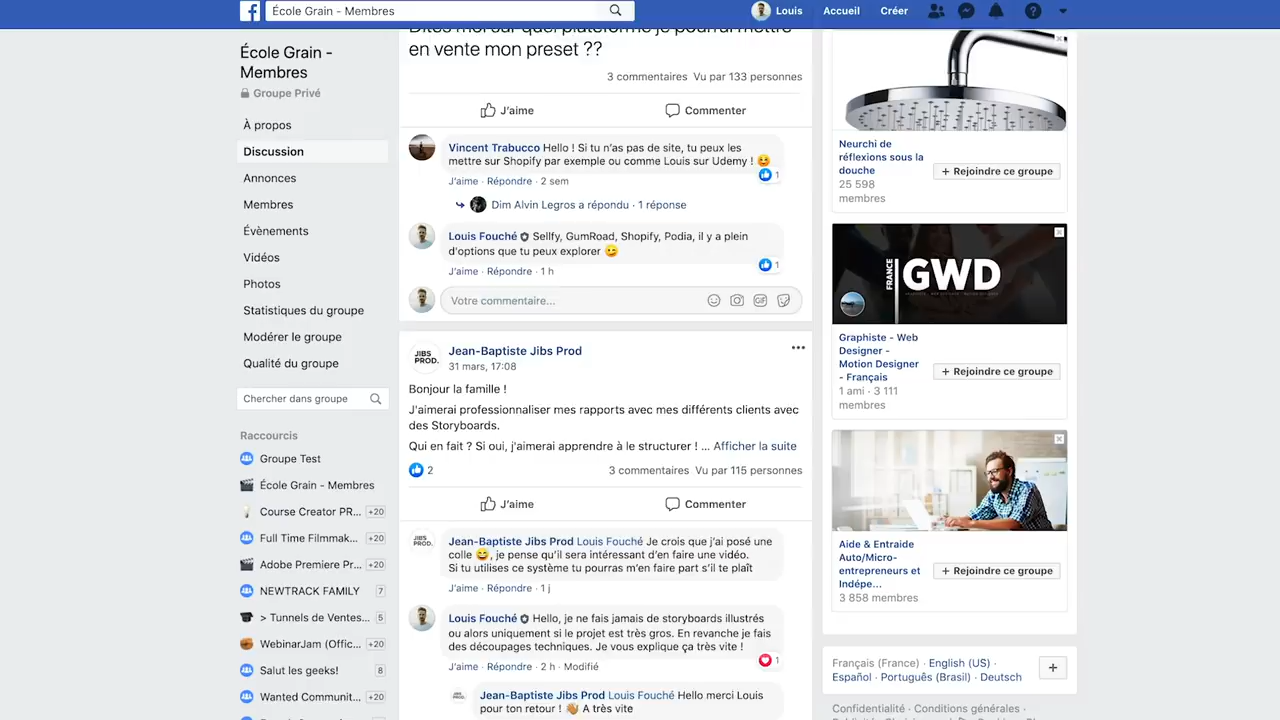 École Grain - Membres
Louis
Accueil
Créer
École Grain -
Membres
Groupe Privé
À propos
Discussion
Annonces
Membres
Évènements
Vidéos
Photos
Statistiques du groupe
Modérer le groupe
Qualité du groupe
Chercher dans groupe
Raccourcis
Groupe Test
École Grain - Membres
Course Creator PR... +20
Full Time Filmmak... +20
Adobe Premiere Pr... +20
NEWTRACK FAMILY 7
> Tunnels de Ventes... 5
WebinarJam (Offic... +20
Salut les geeks! 8
Wanted Communit... +20
Dites moi sur quel plateforme je pourrai mettre
en vente mon preset ??
3 commentaires Vu par 133 personnes
J'aime
Commenter
Vincent Trabucco Hello ! Si tu n'as pas de site, tu peux les
mettre sur Shopify par exemple ou comme Louis sur Udemy ! 😊
1
J'aime · Répondre · 2 sem
Dim Alvin Legros a répondu · 1 réponse
Louis Fouché Sellfy, GumRoad, Shopify, Podia, il y a plein
d'options que tu peux explorer 😉
1
J'aime · Répondre · 1 h
Votre commentaire...
GIF
JIBS
PROD.
Jean-Baptiste Jibs Prod
31 mars, 17:08
Bonjour la famille !
J'aimerai professionnaliser mes rapports avec mes différents clients avec
des Storyboards.
Qui en fait ? Si oui, j'aimerai apprendre à le structurer ! ... Afficher la suite
2
3 commentaires Vu par 115 personnes
J'aime
Commenter
JIBS
PROD.
Jean-Baptiste Jibs Prod Louis Fouché Je crois que j'ai posé une
colle 😅, je pense qu'il sera intéressant d'en faire une vidéo.
Si tu utilises ce système tu pourras m'en faire part s'il te plaît
J'aime · Répondre · 1 j
Louis Fouché Hello, je ne fais jamais de storyboards illustrés
ou alors uniquement si le projet est très gros. En revanche je fais
des découpages techniques. Je vous explique ça très vite !
1
J'aime · Répondre · 2 h · Modifié
Jean-Baptiste Jibs Prod Louis Fouché Hello merci Louis
pour ton retour ! 👋 A très vite
Neurchi de
réflexions sous la
douche
25 598
membres
+ Rejoindre ce groupe
FRANCE
GWD
Graphiste - Web
Designer -
Motion Designer
- Français
1 ami · 3 111
membres
+ Rejoindre ce groupe
Aide & Entraide
Auto/Micro-
entrepreneurs et
Indépe...
3 858 membres
+ Rejoindre ce groupe
Français (France) · English (US) ·
Español · Português (Brasil) · Deutsch
Confidentialité · Conditions générales ·